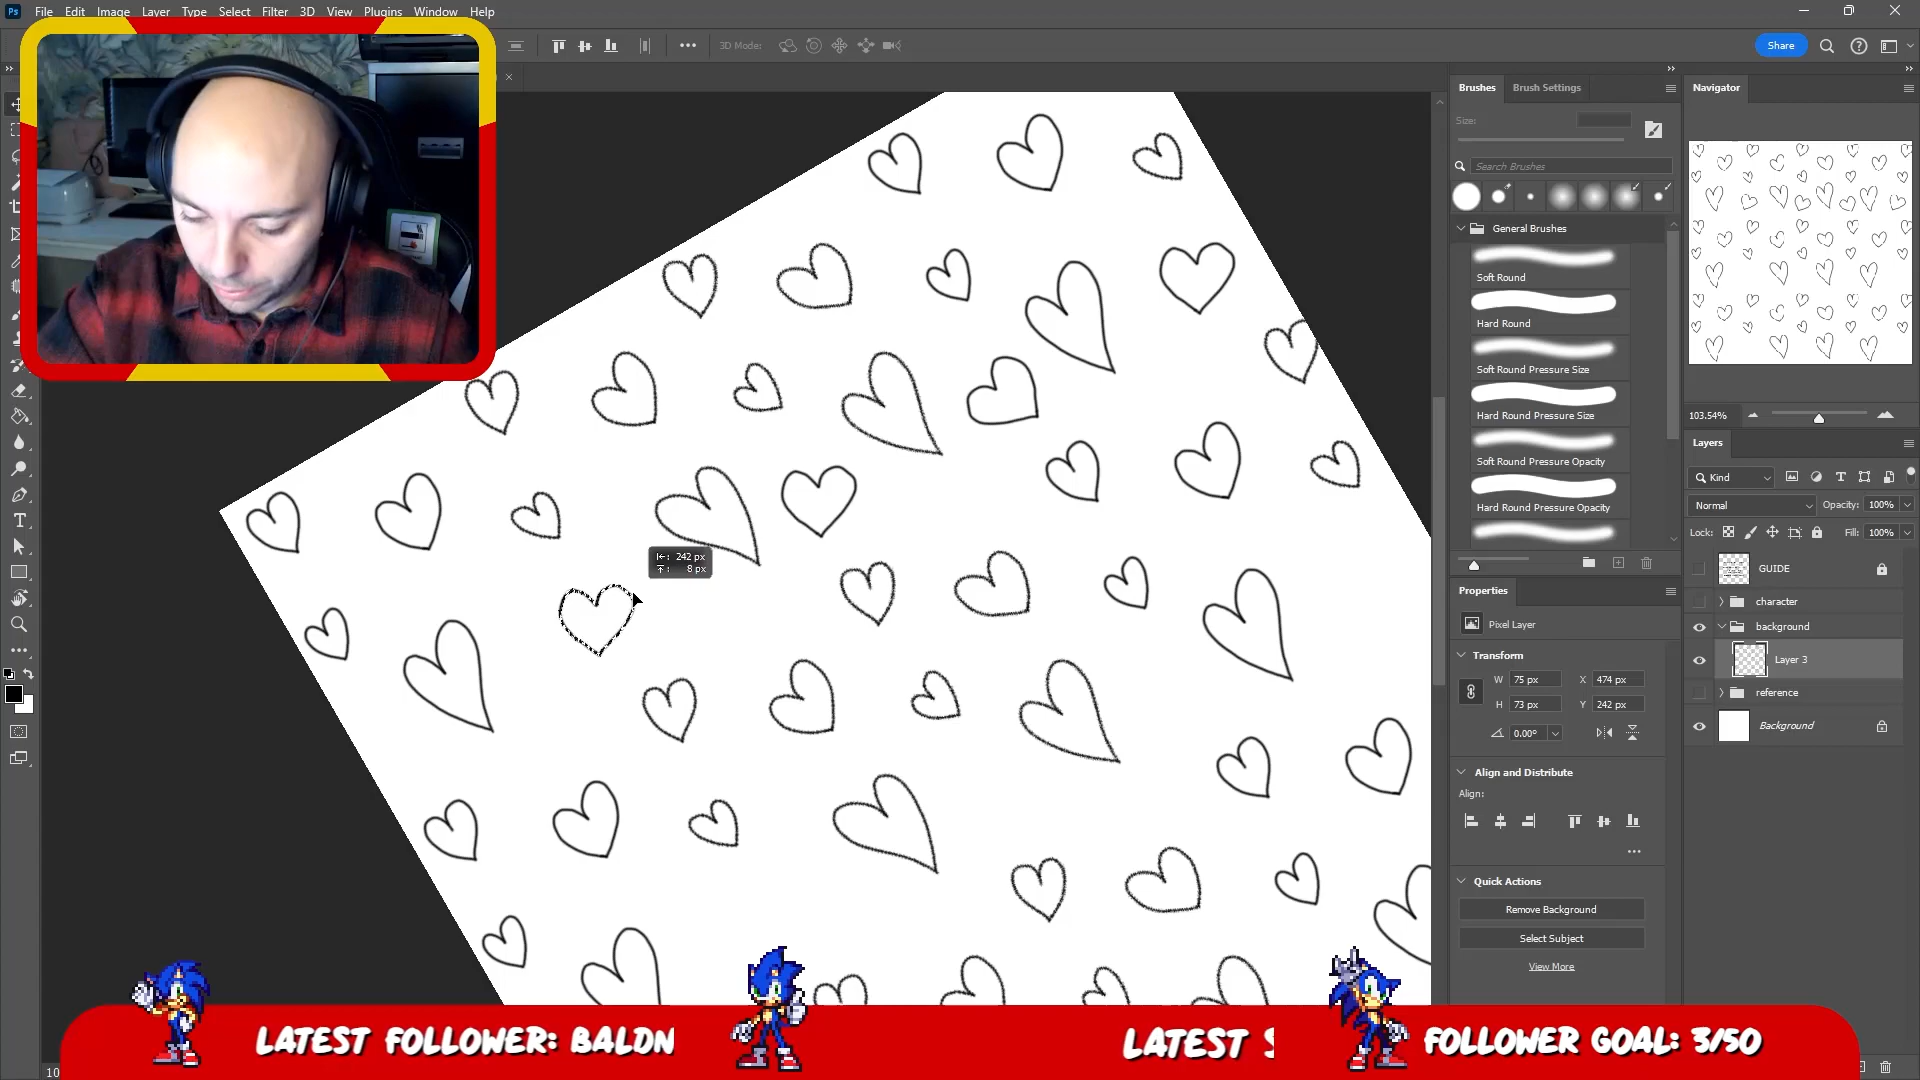 Ps File Edit Image Layer Type Select Filter 3D View Plugins Window Help
3D Mode:
Share
Brushes Brush Settings
Size:
Search Brushes
General Brushes
Soft Round
Hard Round
Soft Round Pressure Size
Hard Round Pressure Size
Soft Round Pressure Opacity
Hard Round Pressure Opacity
Navigator
103.54%
Layers
Kind
Normal Opacity: 100%
Lock: Fill: 100%
GUIDE
character
background
Layer 3
reference
Background
Properties
Pixel Layer
Transform
W 75 px X 474 px
H 73 px Y 242 px
0.00°
Align and Distribute
Align:
Quick Actions
Remove Background
Select Subject
View More
242 px
8 px
10
LATEST FOLLOWER: BALDN
LATEST S
FOLLOWER GOAL: 3/50